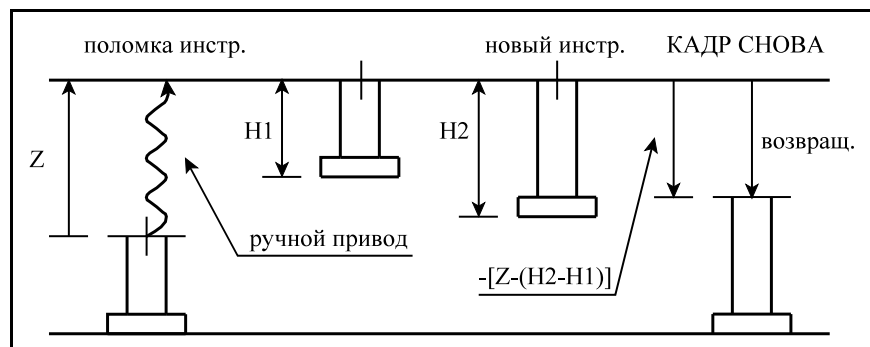 поломка инстр.
новый инстр.
КАДР СНОВА
Z
H1
H2
возвращ.
ручной привод
-[Z-(H2-H1)]